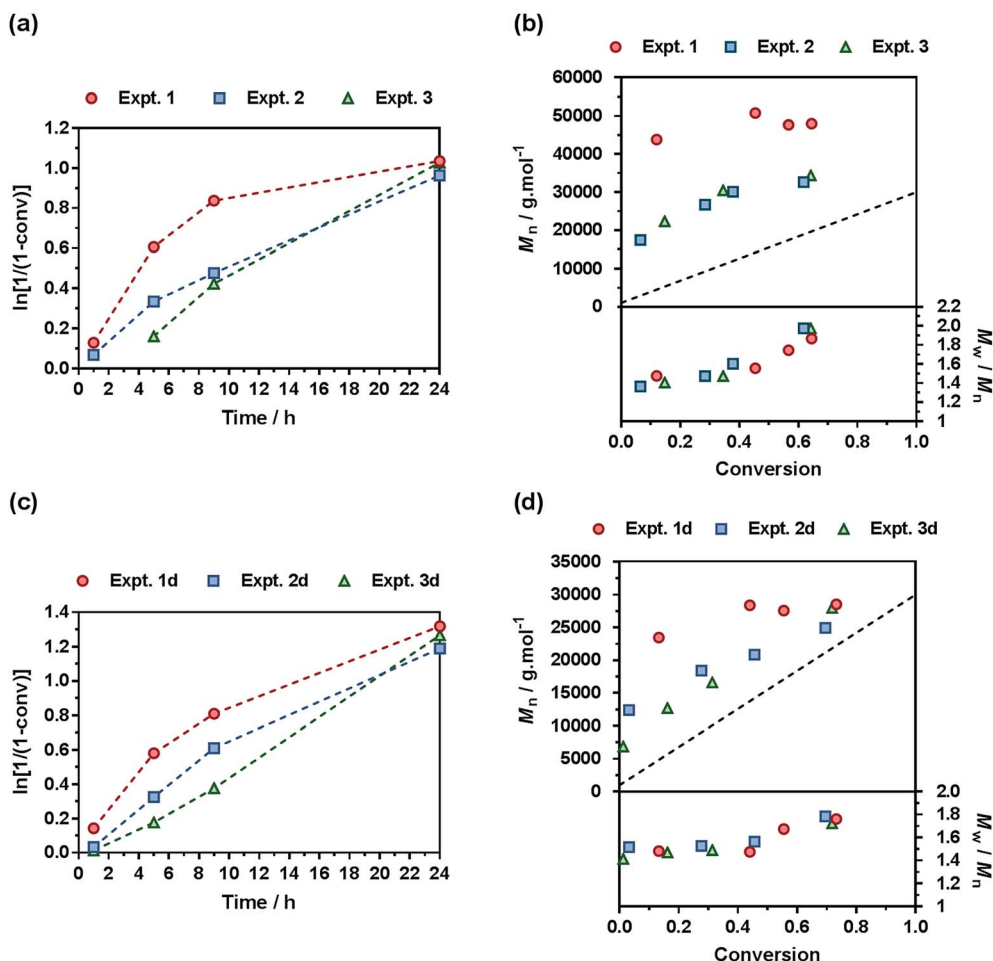 (a)
Expt. 1 Expt. 2 Expt. 3
1.2
1.0
0.8
0.6
0.4
0.2
0.0
ln[1/(1-conv)]
0 2 4 6 8 10 12 14 16 18 20 22 24
Time / h
(b)
Expt. 1 Expt. 2 Expt. 3
60000
50000
40000
30000
20000
10000
0
Mn / g.mol-1
2.2
2.0
1.8
1.6
1.4
1.2
1
Mw / Mn
0.0 0.2 0.4 0.6 0.8 1.0
Conversion
(c)
Expt. 1d Expt. 2d Expt. 3d
1.4
1.2
1.0
0.8
0.6
0.4
0.2
0.0
ln[1/(1-conv)]
0 2 4 6 8 10 12 14 16 18 20 22 24
Time / h
(d)
Expt. 1d Expt. 2d Expt. 3d
35000
30000
25000
20000
15000
10000
5000
0
Mn / g.mol-1
2.0
1.8
1.6
1.4
1.2
1
Mw / Mn
0.0 0.2 0.4 0.6 0.8 1.0
Conversion